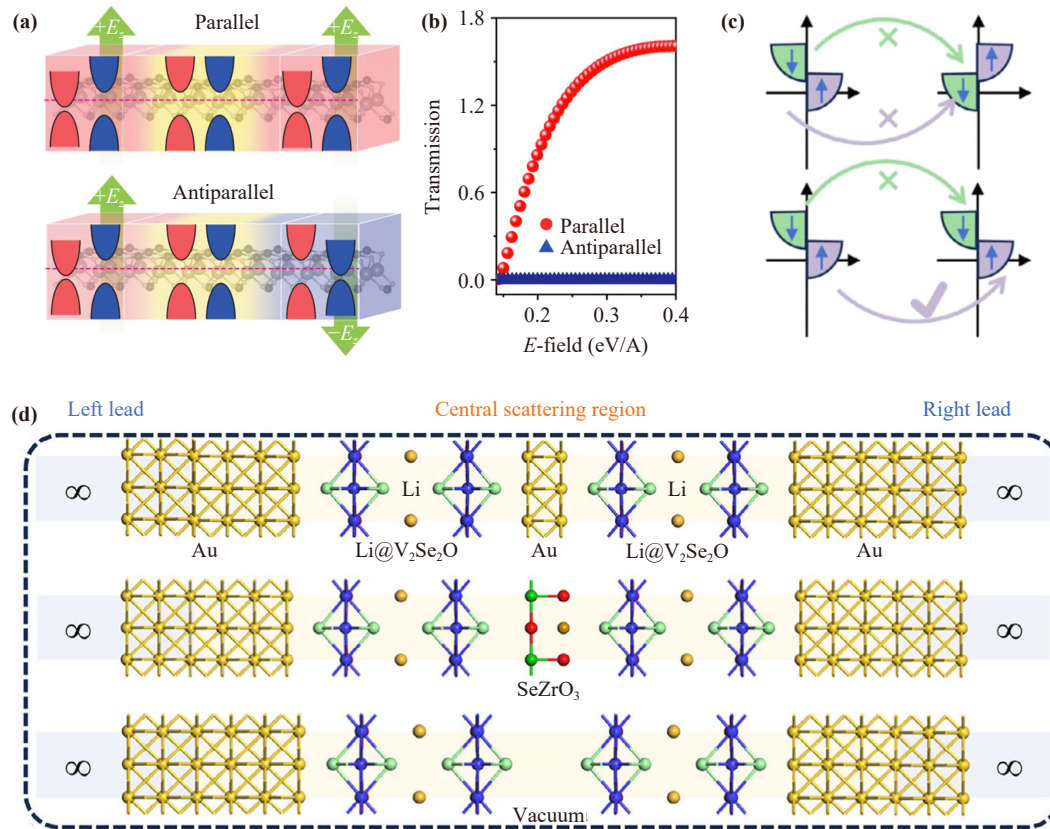 (a)
Parallel
+E_z
+E_z
Antiparallel
+E_z
−E_z
(b)
Transmission
1.8
1.2
0.6
0.0
Parallel
Antiparallel
0.2 0.3 0.4
E-field (eV/A)
(c)
(d)
Left lead Central scattering region Right lead
∞ Li Li ∞
Au Li@V₂Se₂O Au Li@V₂Se₂O Au
∞ ∞
SeZrO₃
∞ ∞
Vacuum